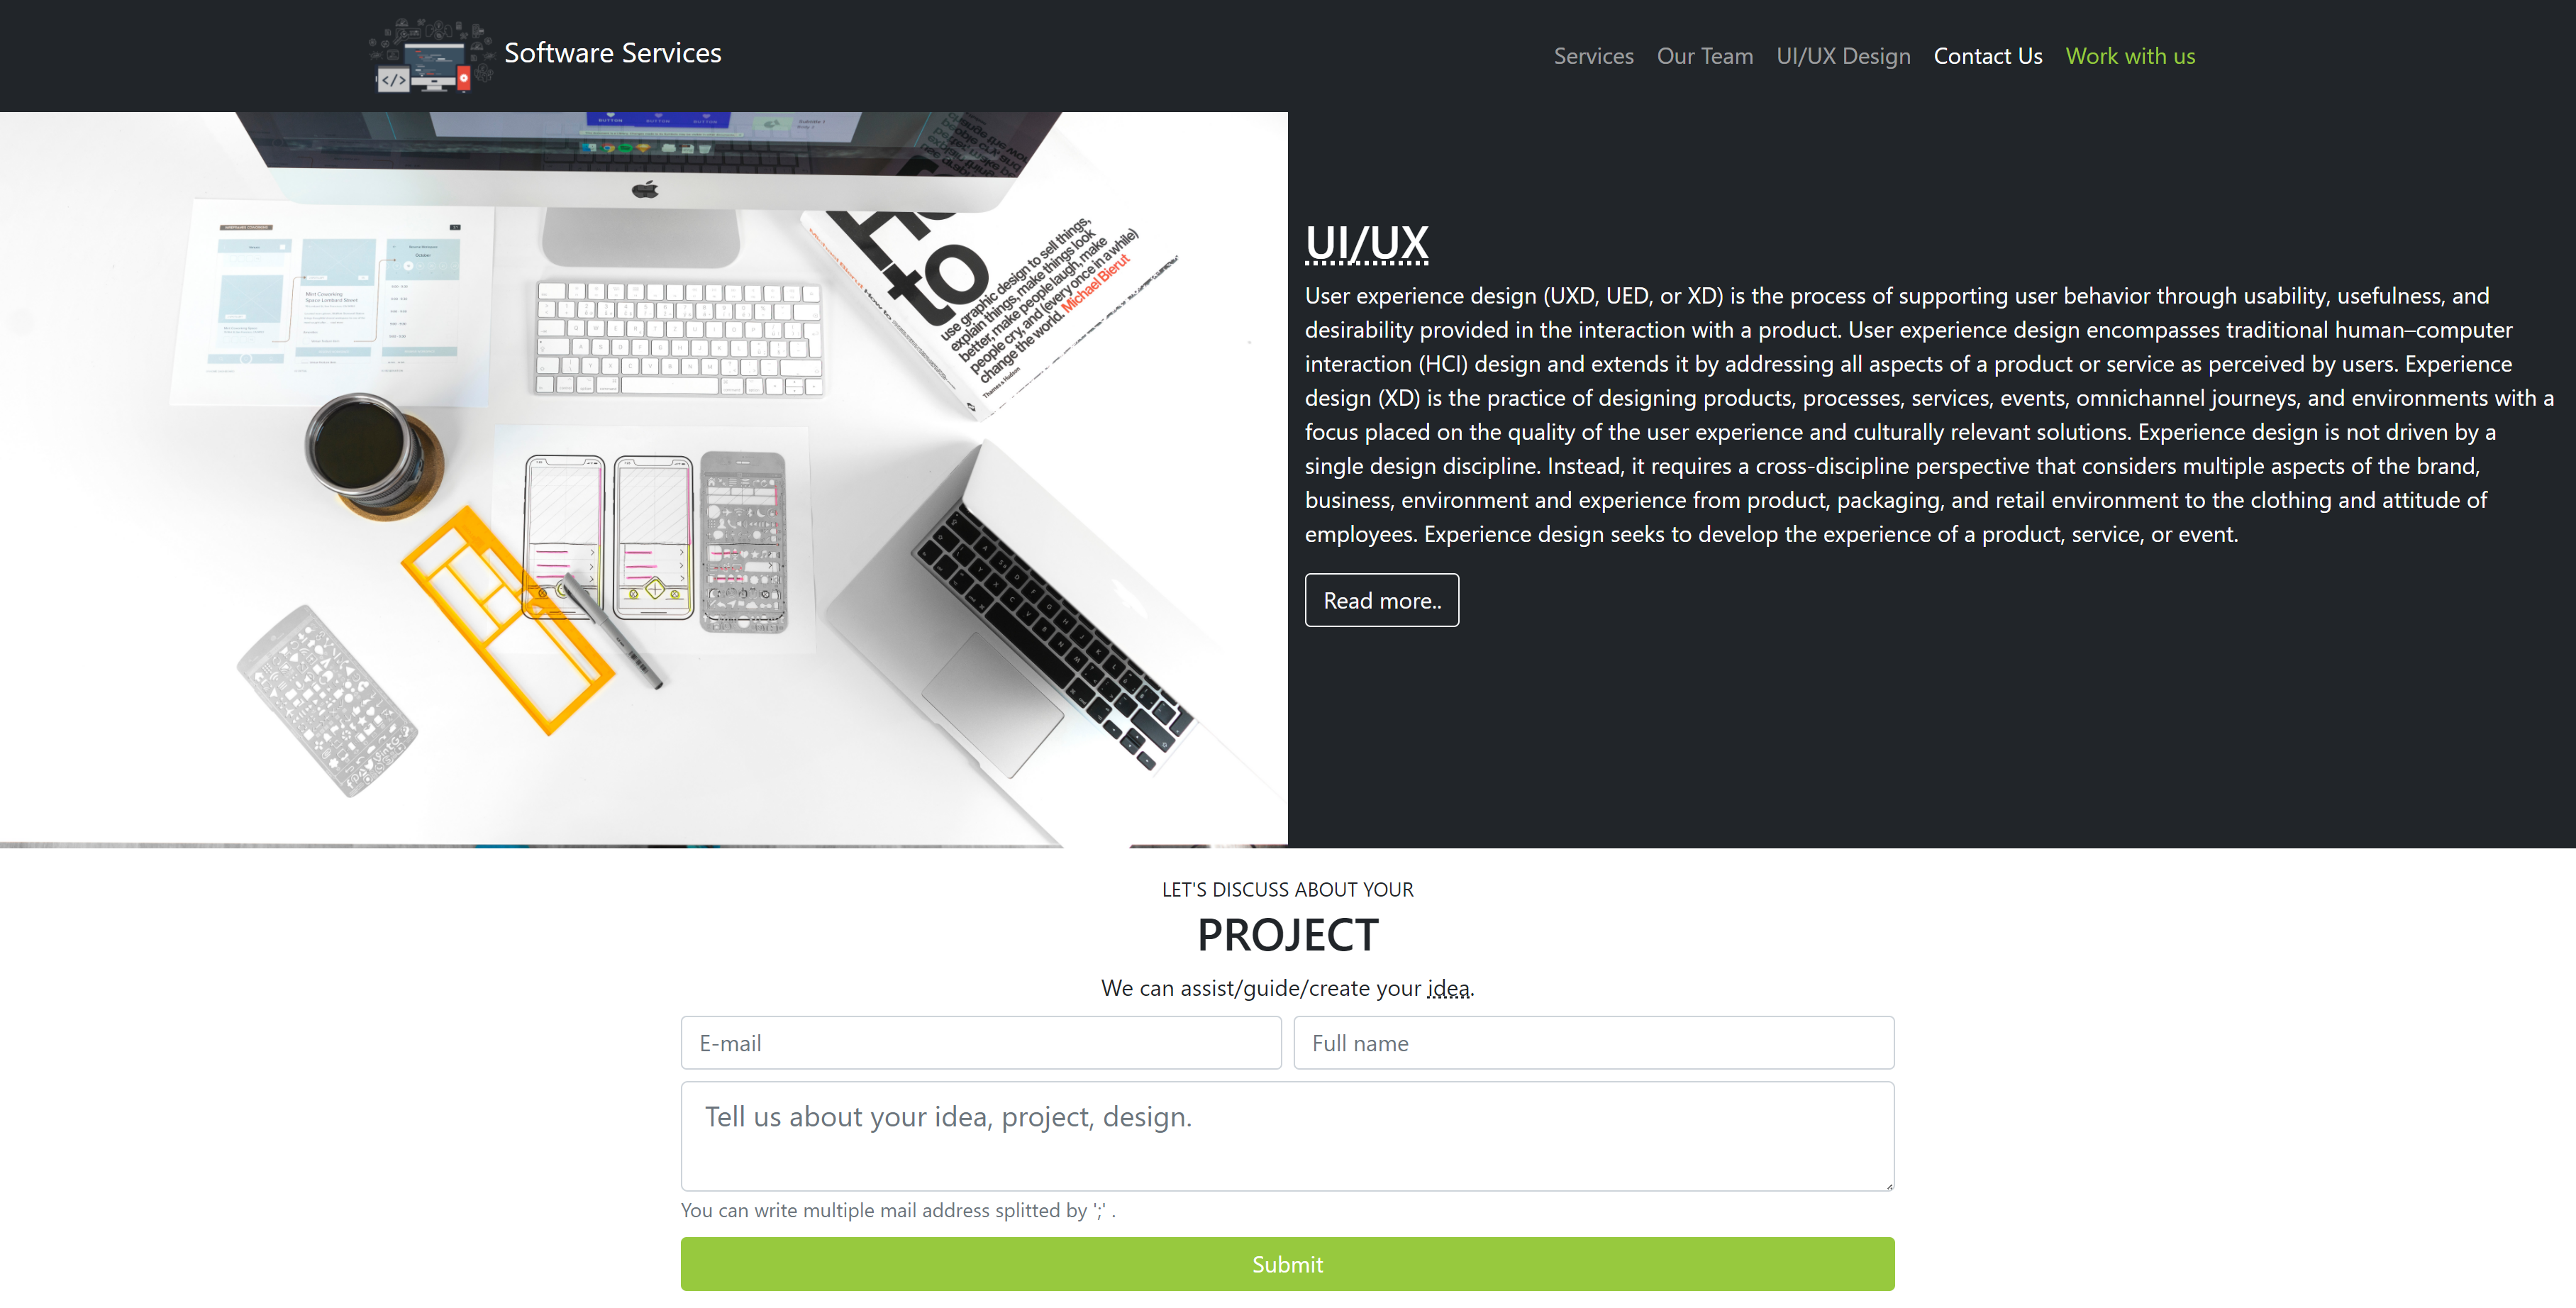 Software Services
Services Our Team UI/UX Design Contact Us Work with us
BUTTON BUTTON BUTTON
to
use graphic design to sell things,
explain things, make things look
better, make people laugh, make
people cry, and (every once in a while)
change the world. Michael Bierut
Thames & Hudson
UI/UX
User experience design (UXD, UED, or XD) is the process of supporting user behavior through usability, usefulness, and
desirability provided in the interaction with a product. User experience design encompasses traditional human–computer
interaction (HCI) design and extends it by addressing all aspects of a product or service as perceived by users. Experience
design (XD) is the practice of designing products, processes, services, events, omnichannel journeys, and environments with a
focus placed on the quality of the user experience and culturally relevant solutions. Experience design is not driven by a
single design discipline. Instead, it requires a cross-discipline perspective that considers multiple aspects of the brand,
business, environment and experience from product, packaging, and retail environment to the clothing and attitude of
employees. Experience design seeks to develop the experience of a product, service, or event.
Read more..
LET'S DISCUSS ABOUT YOUR
PROJECT
We can assist/guide/create your idea.
E-mail
Full name
Tell us about your idea, project, design.
You can write multiple mail address splitted by ';' .
Submit